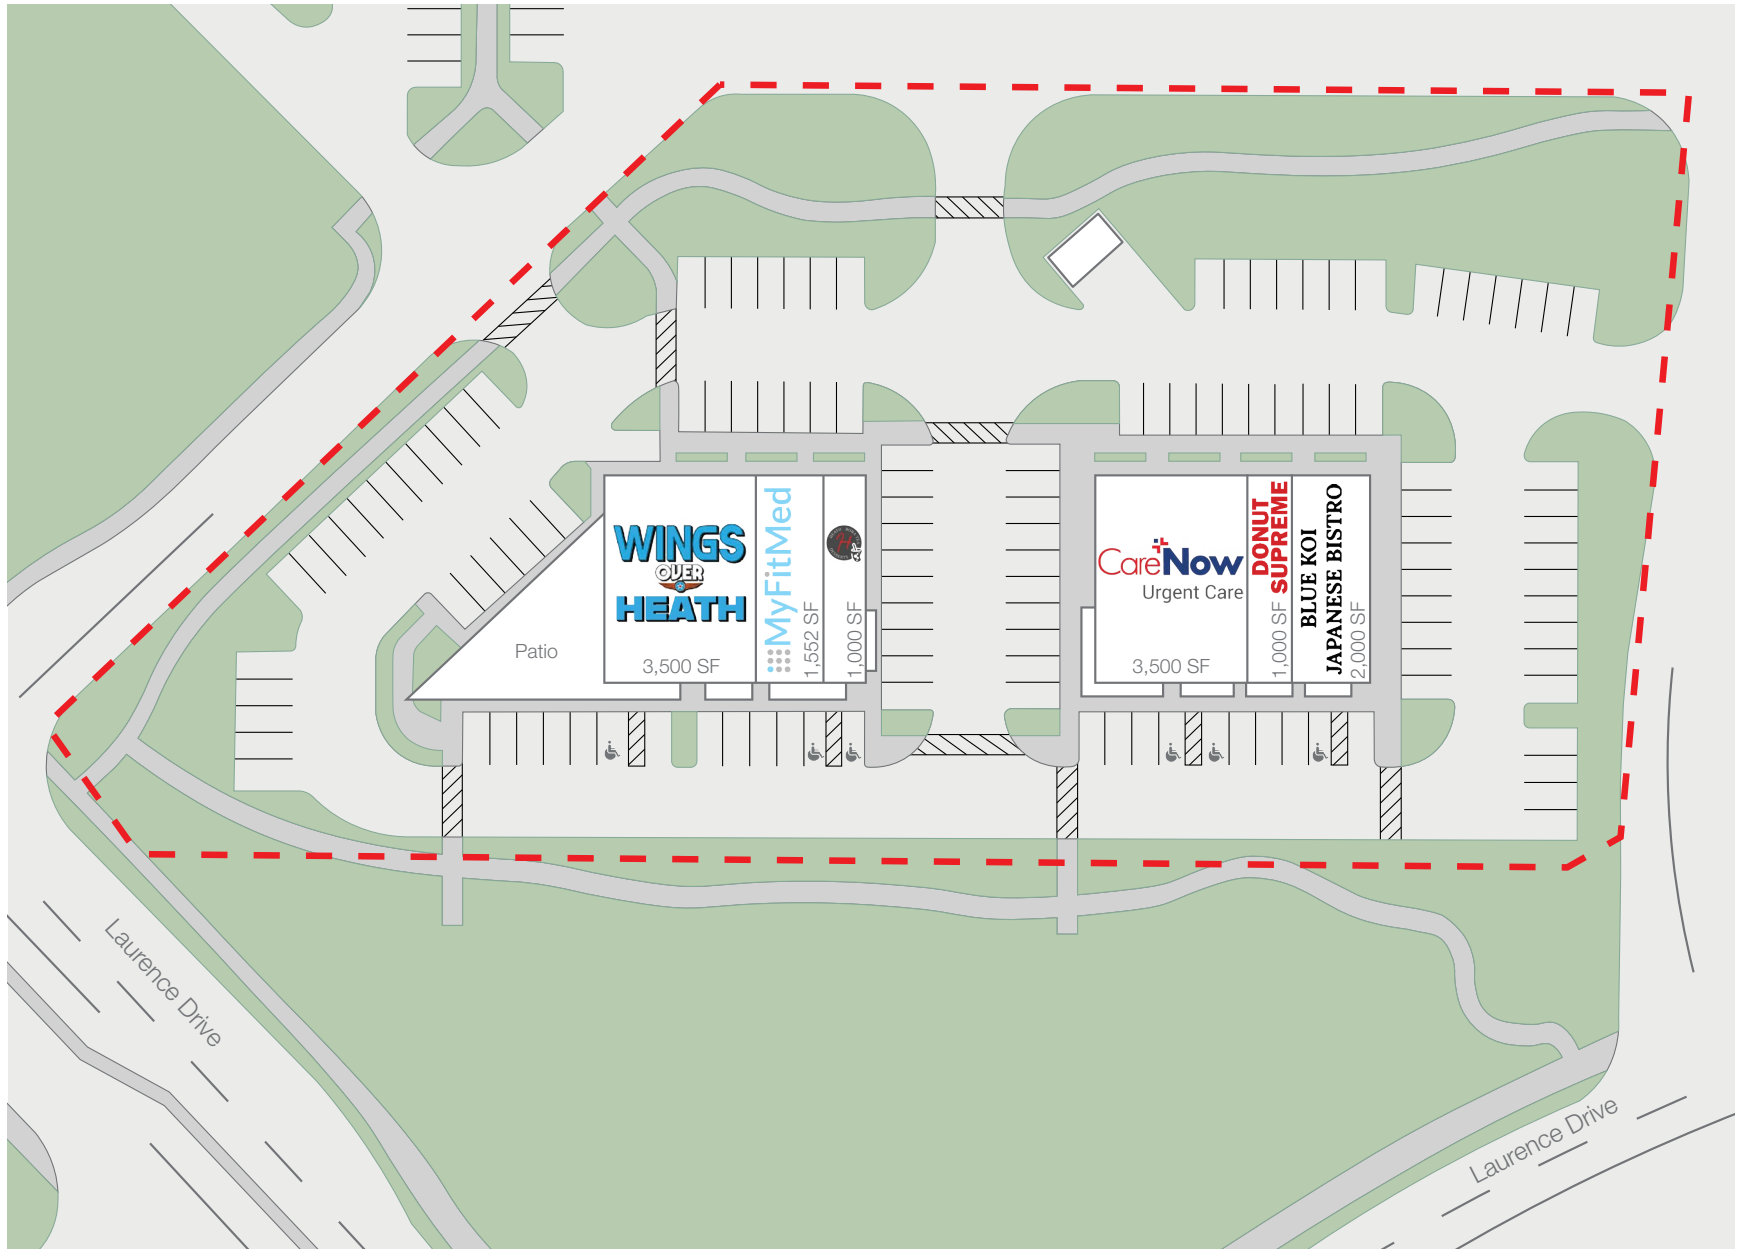 WINGS
OVER
HEATH
3,500 SF
Patio
MyFitMed
1,552 SF
H
1,000 SF
CareNow
Urgent Care
3,500 SF
DONUT
SUPREME
1,000 SF
BLUE KOI
JAPANESE BISTRO
2,000 SF
Laurence Drive
Laurence Drive